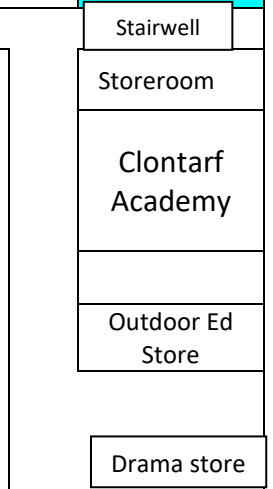 Stairwell
Storeroom
Clontarf
Academy
Outdoor Ed
Store
Drama store